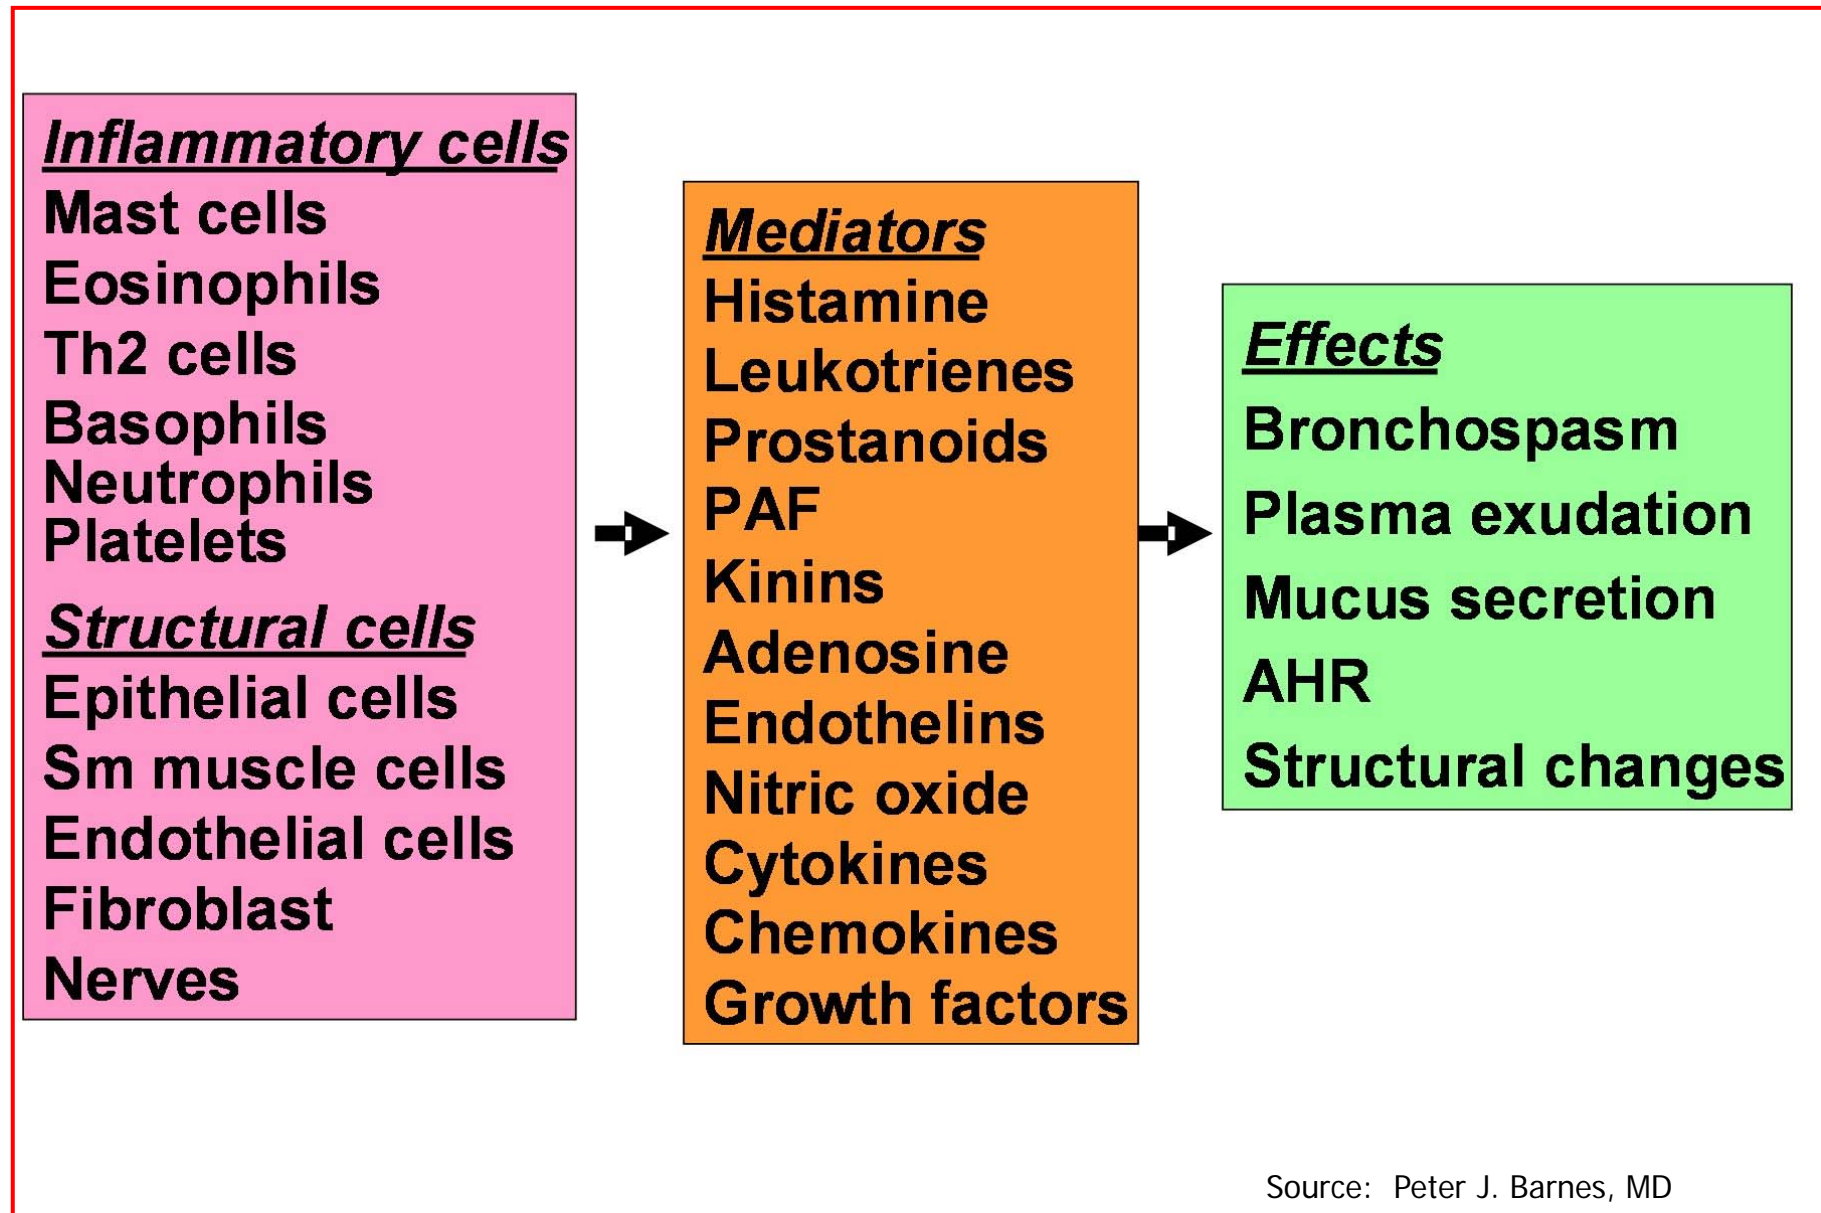 Inflammatory cells
Mast cells
Eosinophils
Th2 cells
Basophils
Neutrophils
Platelets
Structural cells
Epithelial cells
Sm muscle cells
Endothelial cells
Fibroblast
Nerves
Mediators
Histamine
Leukotrienes
Prostanoids
PAF
Kinins
Adenosine
Endothelins
Nitric oxide
Cytokines
Chemokines
Growth factors
Effects
Bronchospasm
Plasma exudation
Mucus secretion
AHR
Structural changes
Source: Peter J. Barnes, MD